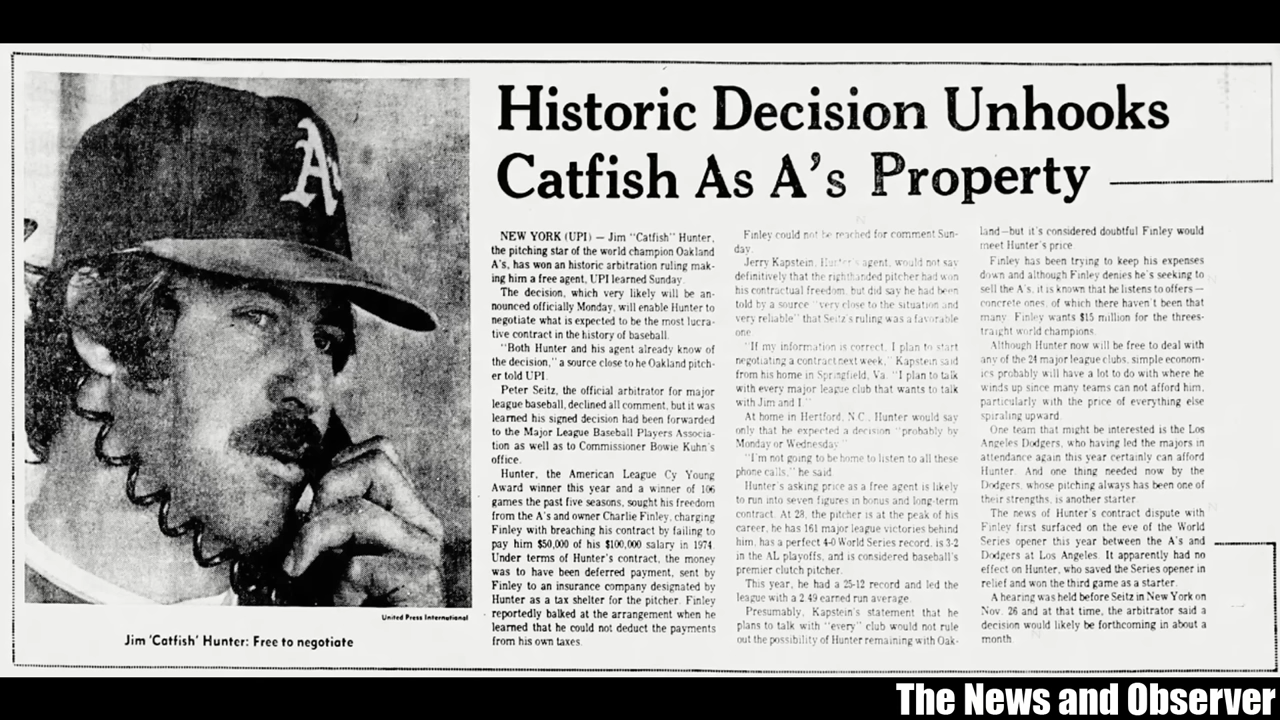 Historic Decision Unhooks
Catfish As A's Property
A's
United Press International
Jim 'Catfish' Hunter: Free to negotiate
NEW YORK (UPI) — Jim "Catfish" Hunter,
the pitching star of the world champion Oakland
A's, has won an historic arbitration ruling mak-
ing him a free agent, UPI learned Sunday.
The decision, which very likely will be an-
nounced officially Monday, will enable Hunter to
negotiate what is expected to be the most lucra-
tive contract in the history of baseball.
"Both Hunter and his agent already know of
the decision," a source close to he Oakland pitch-
er told UPI.
Peter Seitz, the official arbitrator for major
league baseball, declined all comment, but it was
learned his signed decision had been forwarded
to the Major League Baseball Players Associa-
tion as well as to Commissioner Bowie Kuhn's
office.
Hunter, the American League Cy Young
Award winner this year and a winner of 106
games the past five seasons, sought his freedom
from the A's and owner Charlie Finley, charging
Finley with breaching his contract by failing to
pay him $50,000 of his $100,000 salary in 1974.
Under terms of Hunter's contract, the money
was to have been deferred payment, sent by
Finley to an insurance company designated by
Hunter as a tax shelter for the pitcher. Finley
reportedly balked at the arrangement when he
learned that he could not deduct the payments
from his own taxes.
Finley could not be reached for comment Sun-
day.
Jerry Kapstein, Hunter's agent, would not say
definitively that the righthanded pitcher had won
his contractual freedom, but did say he had been
told by a source "very close to the situation and
very reliable" that Seitz's ruling was a favorable
one.
"If my information is correct, I plan to start
negotiating a contract next week," Kapstein said
from his home in Springfield, Va. "I plan to talk
with every major league club that wants to talk
with Jim and I."
At home in Hertford, N.C., Hunter would say
only that he expected a decision "probably by
Monday or Wednesday."
"I'm not going to be home to listen to all these
phone calls," he said.
Hunter's asking price as a free agent is likely
to run into seven figures in bonus and long-term
contract. At 28, the pitcher is at the peak of his
career, he has 161 major league victories behind
him, has a perfect 4-0 World Series record, is 3-2
in the AL playoffs, and is considered baseball's
premier clutch pitcher.
This year, he had a 25-12 record and led the
league with a 2.49 earned run average.
Presumably, Kapstein's statement that he
plans to talk with "every" club would not rule
out the possibility of Hunter remaining with Oak-
land—but it's considered doubtful Finley would
meet Hunter's price
Finley has been trying to keep his expenses
down and although Finley denies he's seeking to
sell the A's, it is known that he listens to offers —
concrete ones, of which there haven't been that
many. Finley wants $15 million for the threes-
traight world champions.
Although Hunter now will be free to deal with
any of the 24 major league clubs, simple econom-
ics probably will have a lot to do with where he
winds up since many teams can not afford him,
particularly with the price of everything else
spiraling upward.
One team that might be interested is the Los
Angeles Dodgers, who having led the majors in
attendance again this year certainly can afford
Hunter. And one thing needed now by the
Dodgers, whose pitching always has been one of
their strengths, is another starter.
The news of Hunter's contract dispute with
Finley first surfaced on the eve of the World
Series opener this year between the A's and
Dodgers at Los Angeles. It apparently had no
effect on Hunter, who saved the Series opener in
relief and won the third game as a starter.
A hearing was held before Seitz in New York on
Nov. 26 and at that time, the arbitrator said a
decision would likely be forthcoming in about a
month.
The News and Observer